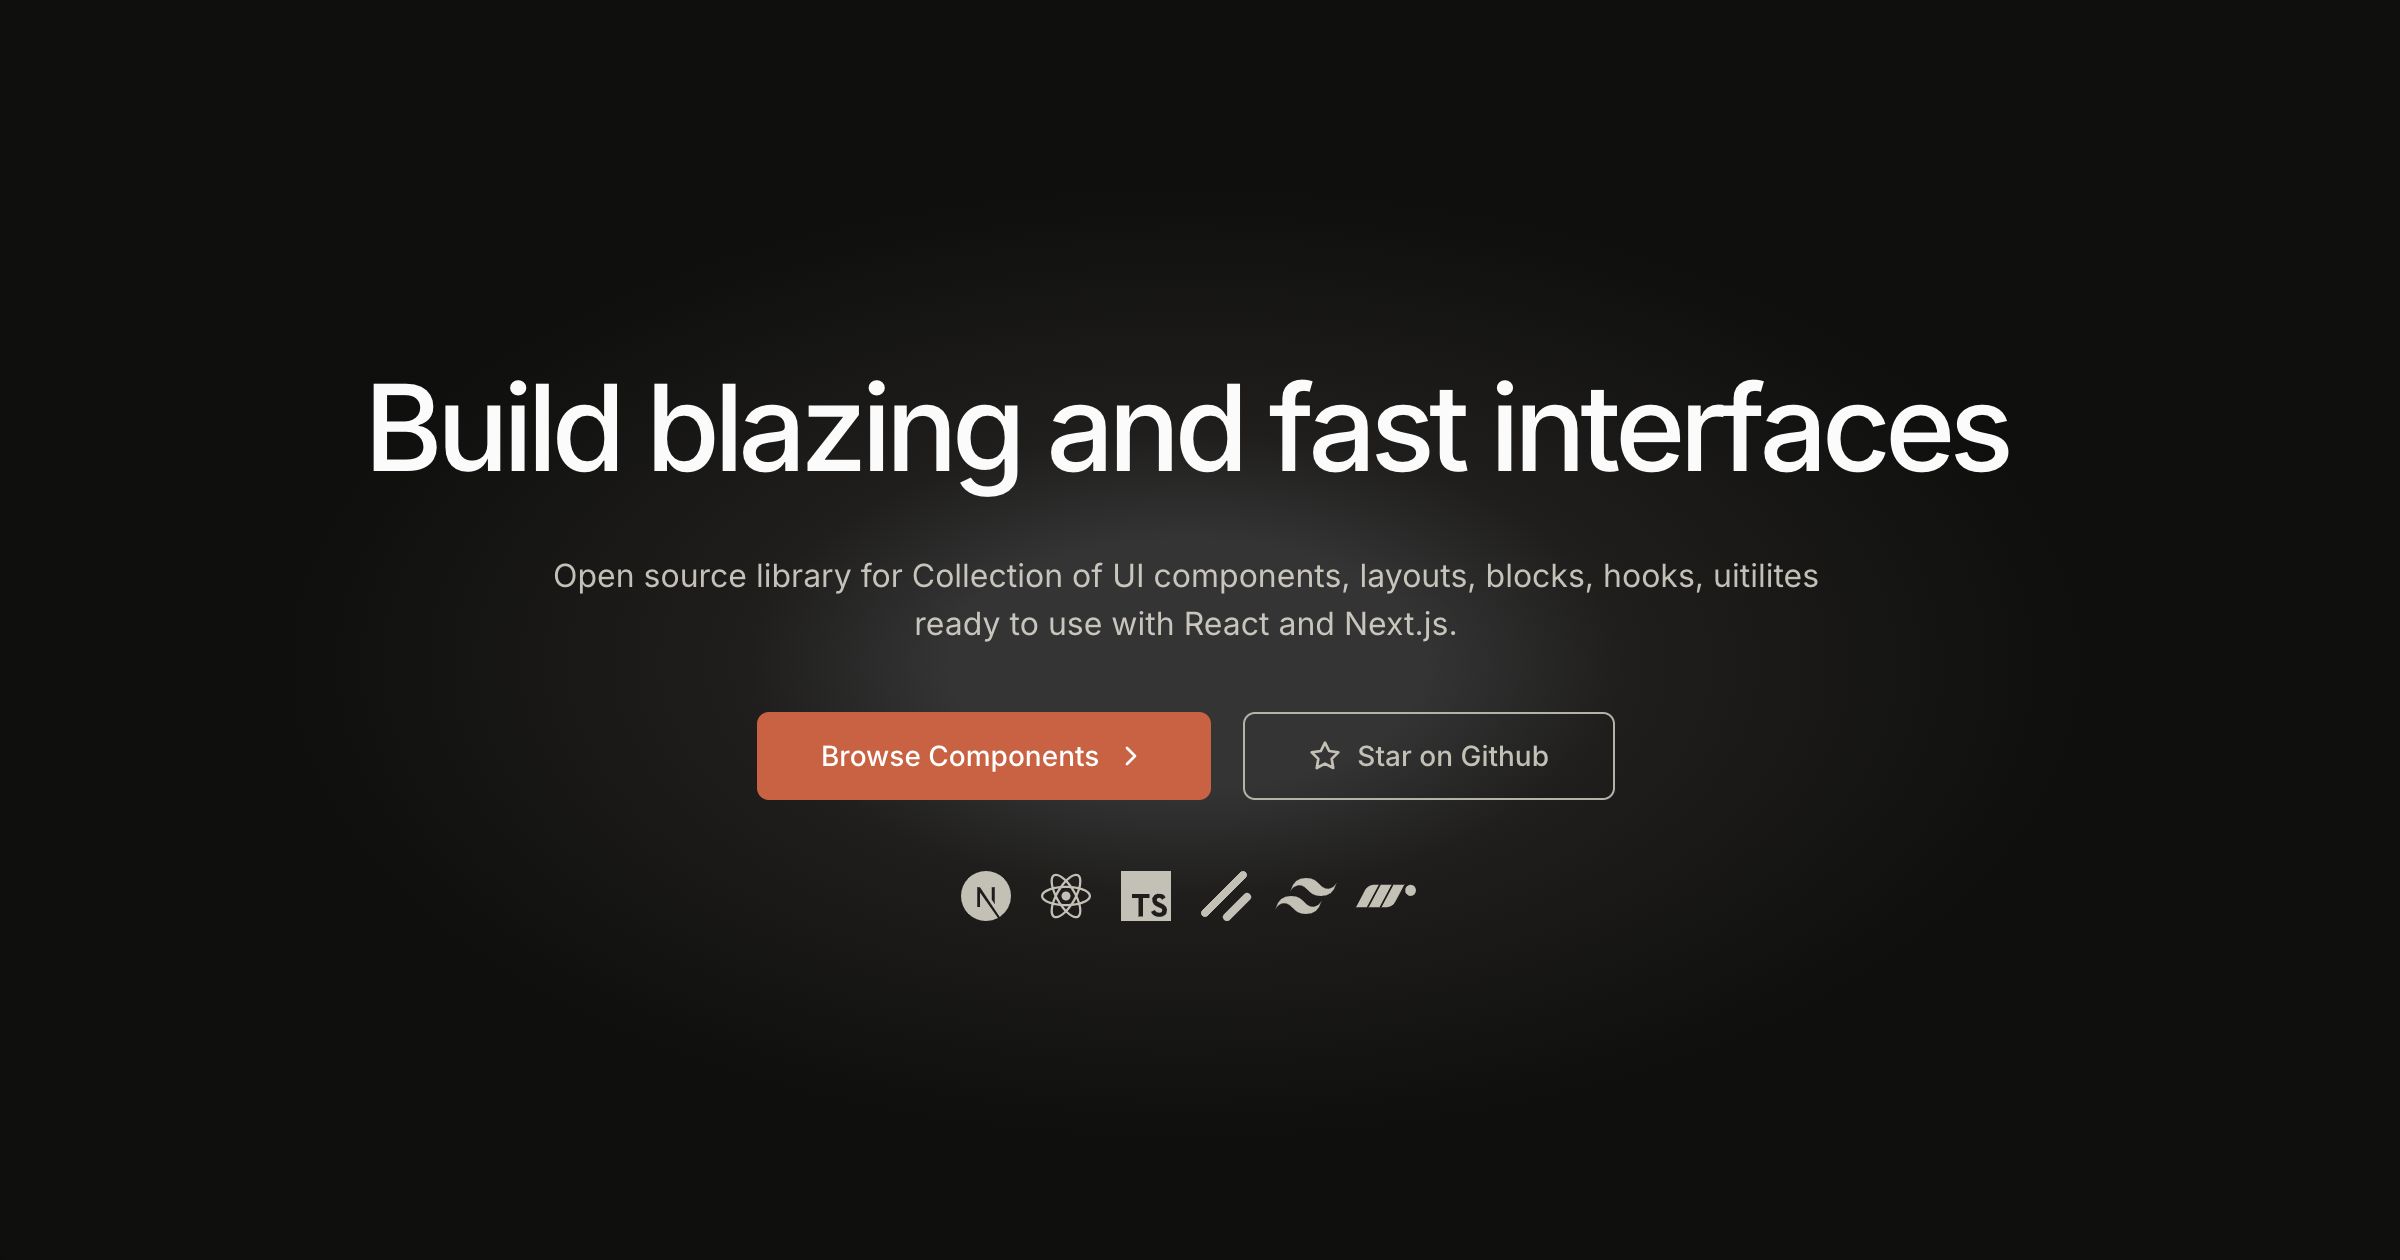 Build blazing and fast interfaces
Open source library for Collection of UI components, layouts, blocks, hooks, uitilites
ready to use with React and Next.js.
Browse Components
Star on Github
N
TS